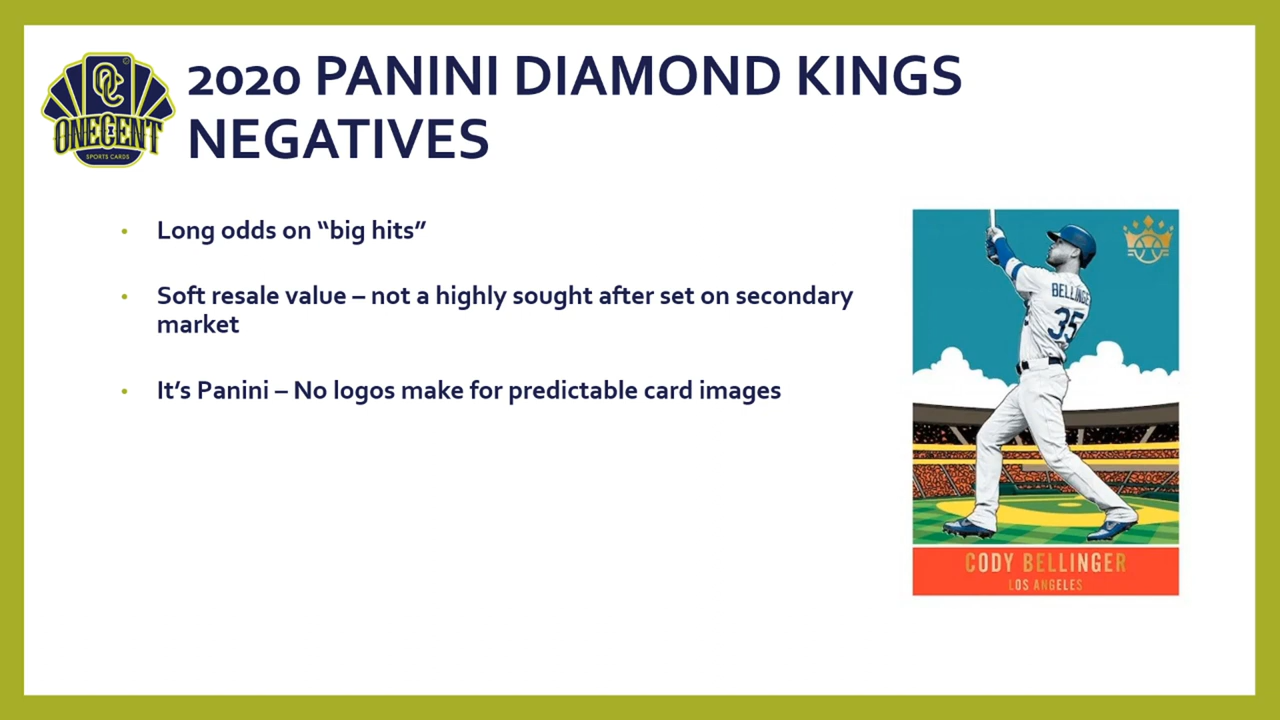 2020 PANINI DIAMOND KINGS
NEGATIVES
ONECENT
SPORTS CARDS
• Long odds on “big hits”
• Soft resale value – not a highly sought after set on secondary
market
• It’s Panini – No logos make for predictable card images
BELLINGE
35
CODY BELLINGER
LOS ANGELES